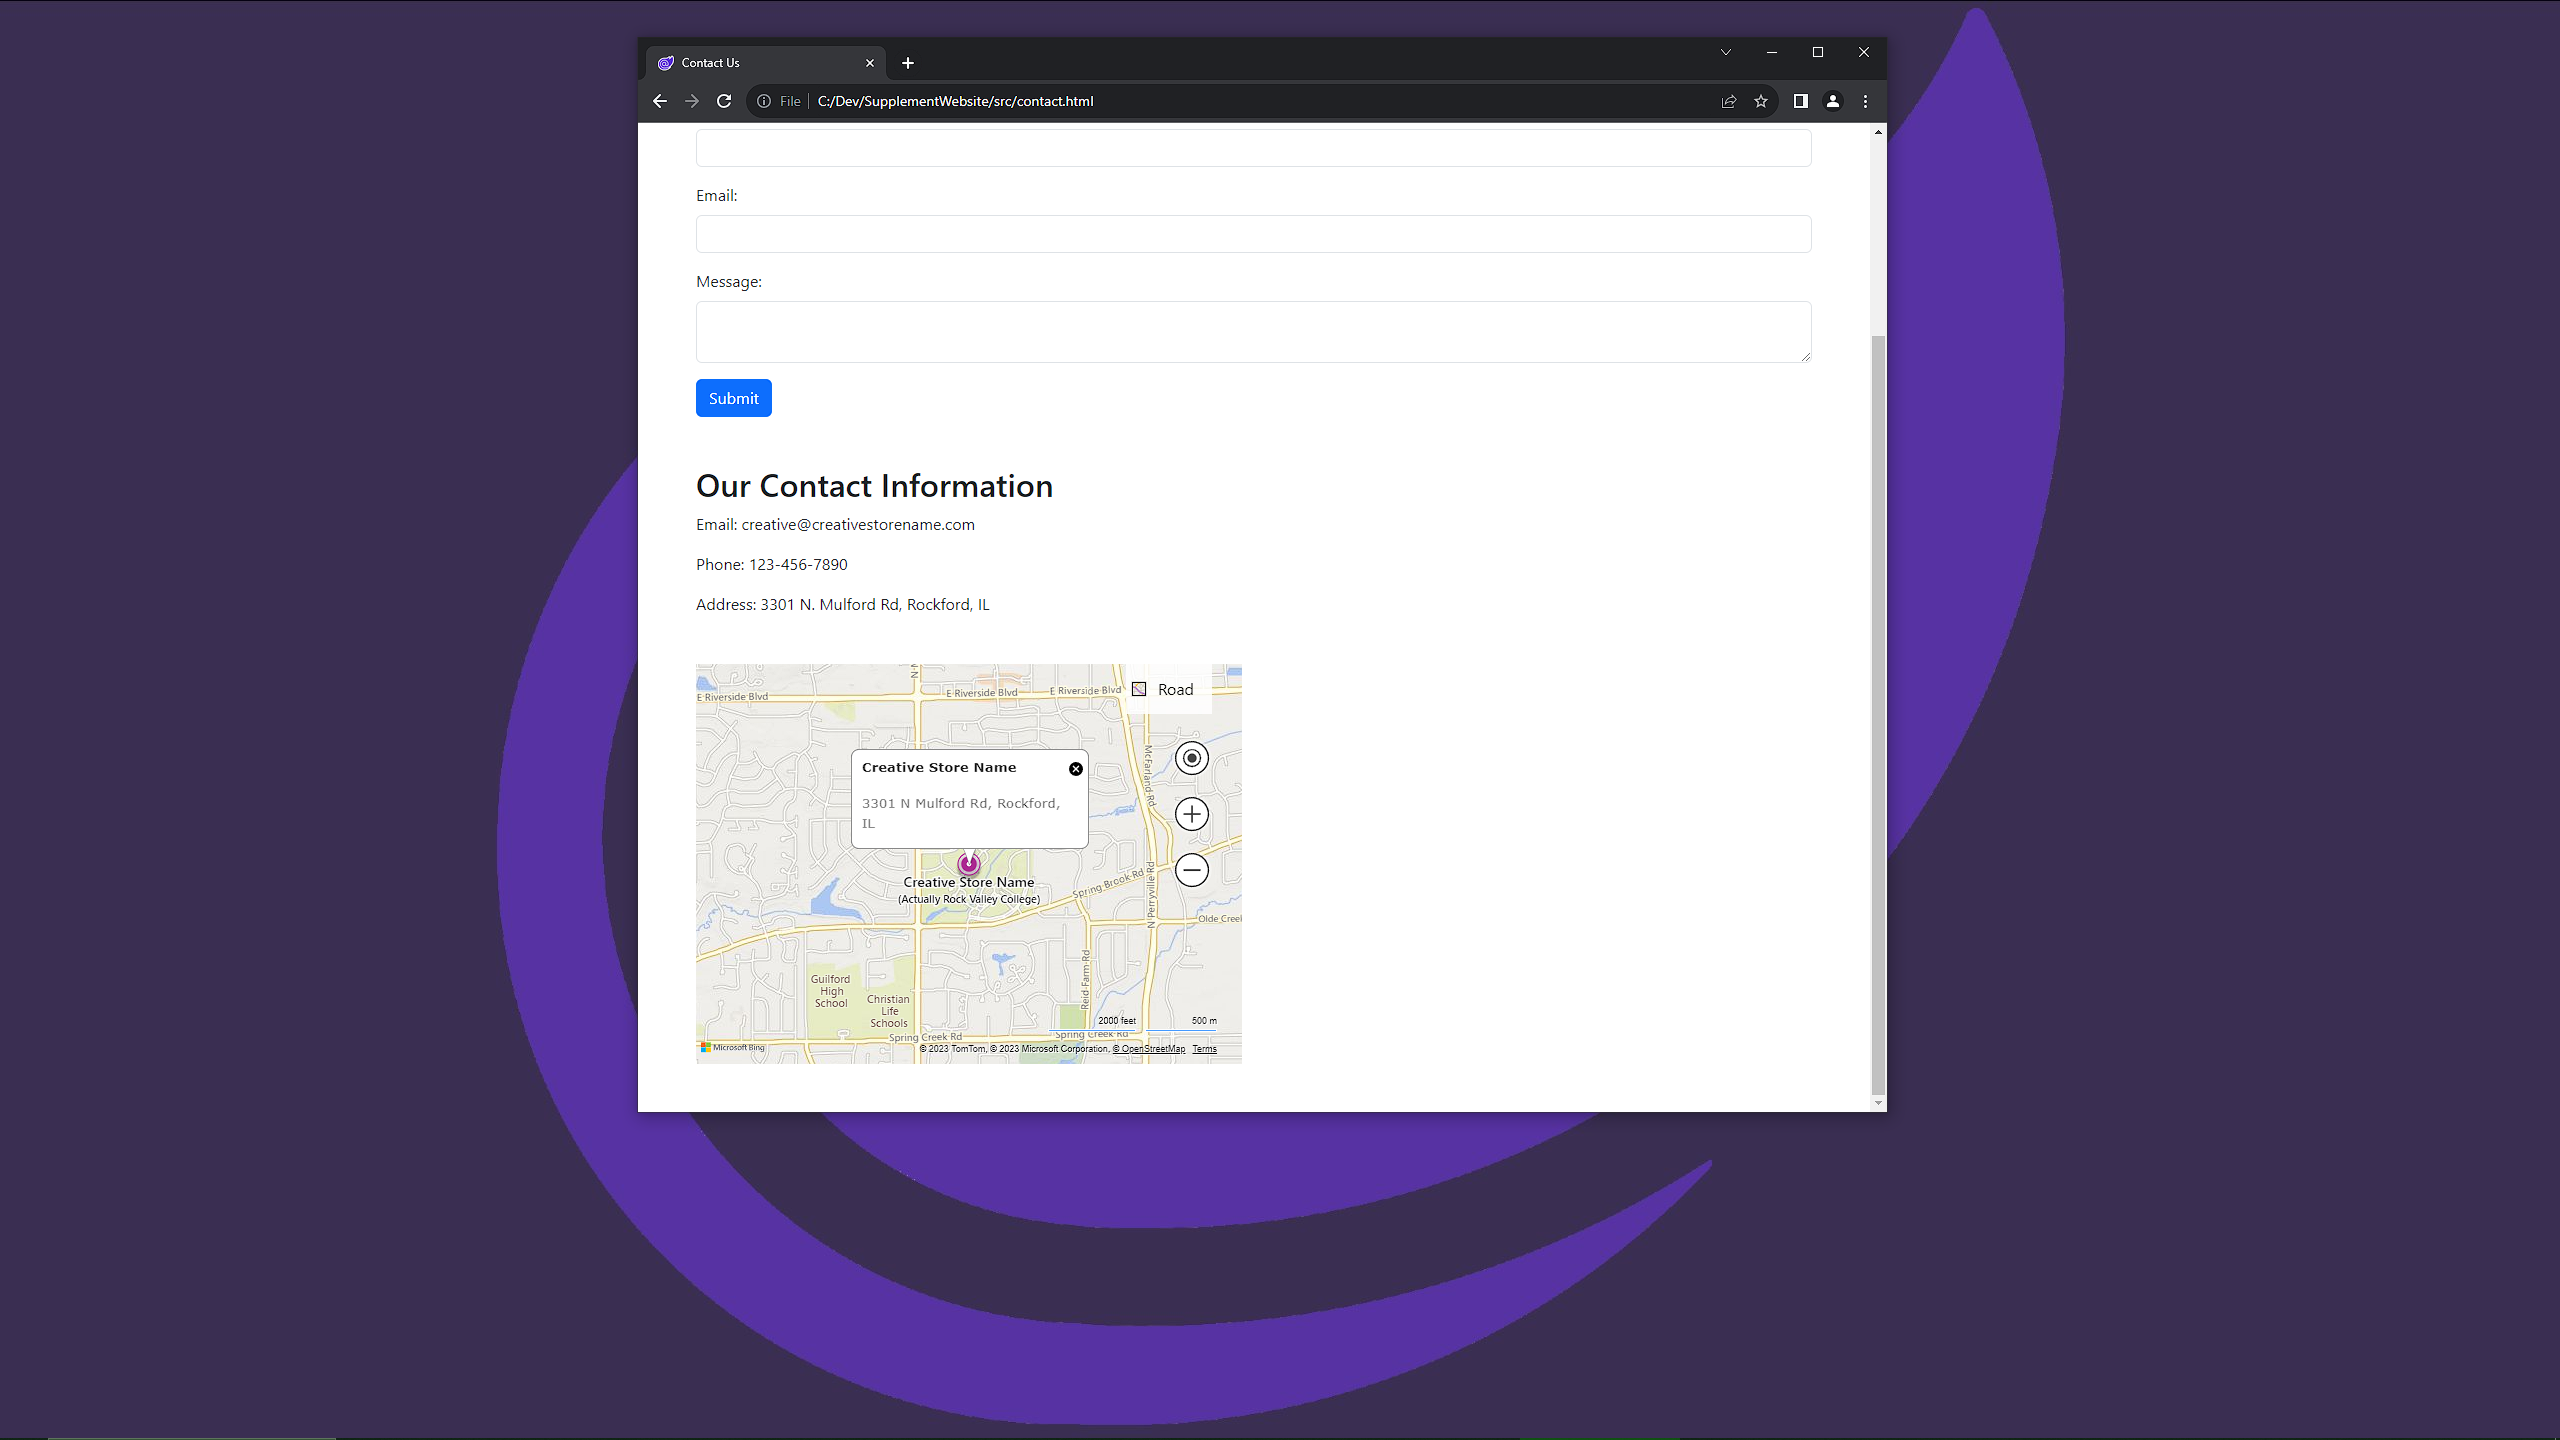 Contact Us
File
C:/Dev/SupplementWebsite/src/contact.html
Email:
Message:
Submit
Our Contact Information
Email: creative@creativestorename.com
Phone: 123-456-7890
Address: 3301 N. Mulford Rd, Rockford, IL
Road
N N
E Riverside Blvd
E Riverside Blvd
E Riverside Blvd
McFarland Rd
Creative Store Name
3301 N Mulford Rd, Rockford,
IL
Creative Store Name
(Actually Rock Valley College)
Spring Brook Rd
N Perryville Rd
Olde Creek
Guilford
High
School
Christian
Life
Schools
Reid Farm Rd
2000 feet
500 m
Spring Creek Rd
Spring Creek Rd
Microsoft Bing
© 2023 TomTom, © 2023 Microsoft Corporation, © OpenStreetMap Terms